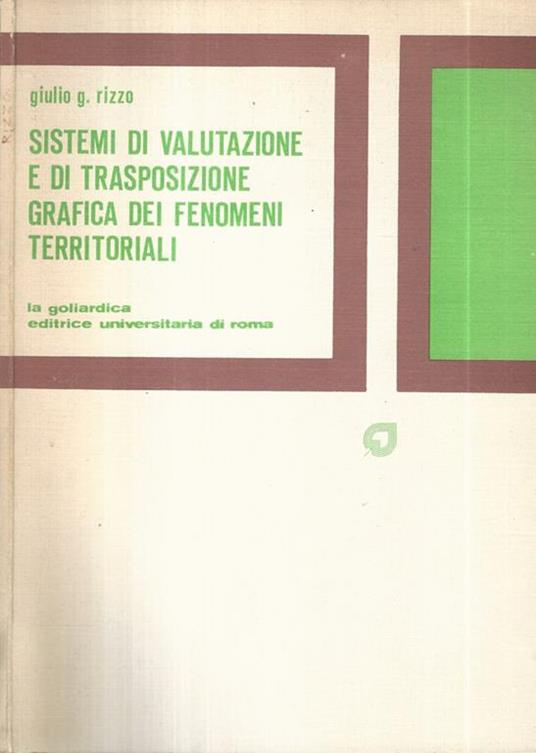 giulio g. rizzo
SISTEMI DI VALUTAZIONE
E DI TRASPOSIZIONE
GRAFICA DEI FENOMENI
TERRITORIALI
la goliardica
editrice universitaria di roma